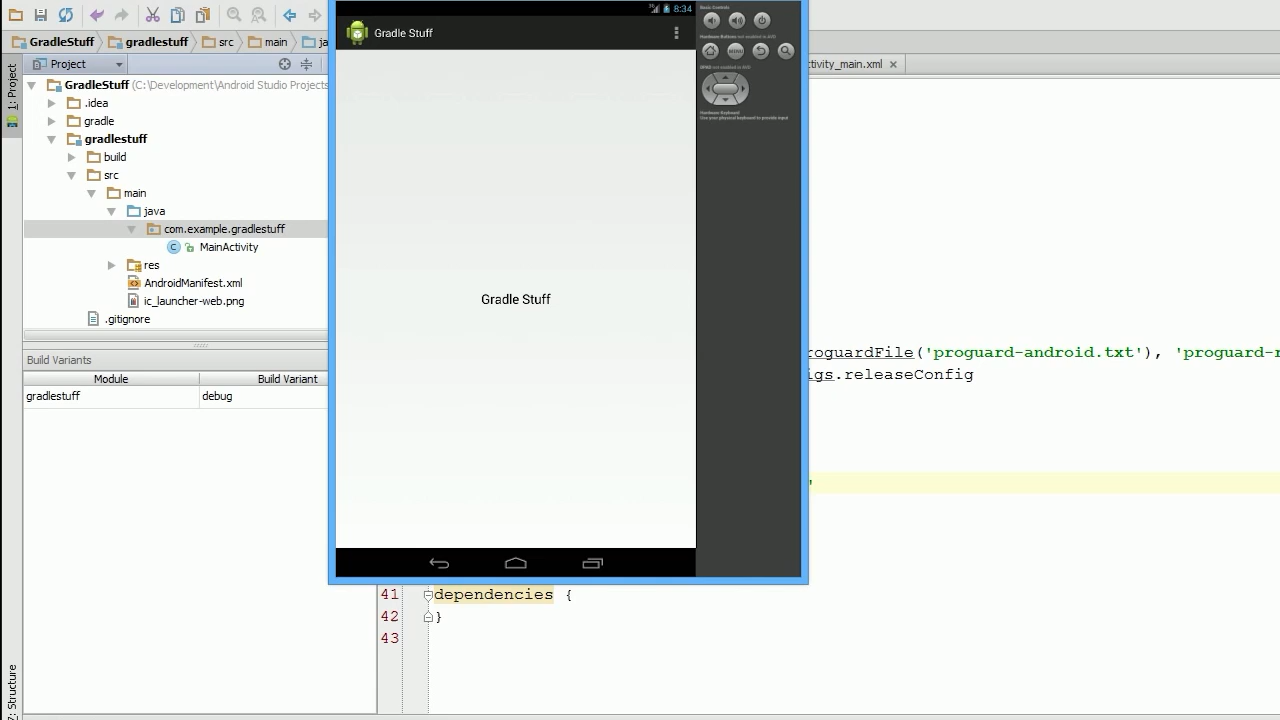 8:34
Basic Controls
Gradle Stuff
Hardware Buttons not enabled in AVD
MENU
DPAD not enabled in AVD
Hardware Keyboard
Use your physical keyboard to provide input
gradlestuff
src
1: Project
ctivity_main.xml
GradleStuff (C:\Development\Android Studio Projects
.idea
gradle
gradlestuff
build
src
main
java
com.example.gradlestuff
MainActivity
res
AndroidManifest.xml
ic_launcher-web.png
.gitignore
Gradle Stuff
Build Variants
Module Build Variant
gradlestuff debug
roguardFile('proguard-android.txt'), 'proguard-r
igs.releaseConfig
'
41 dependencies {
42 }
43
Z: Structure